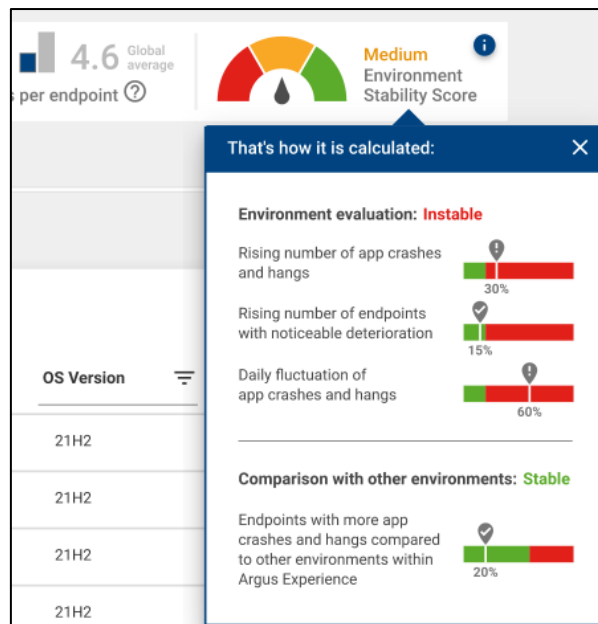 4.6 Global
average
s per endpoint ?
Medium
Environment
Stability Score
i
That's how it is calculated:
Environment evaluation: Instable
Rising number of app crashes
and hangs
30%
Rising number of endpoints
with noticeable deterioration
15%
Daily fluctuation of
app crashes and hangs
60%
Comparison with other environments: Stable
Endpoints with more app
crashes and hangs compared
to other environments within
Argus Experience
20%
OS Version
21H2
21H2
21H2
21H2